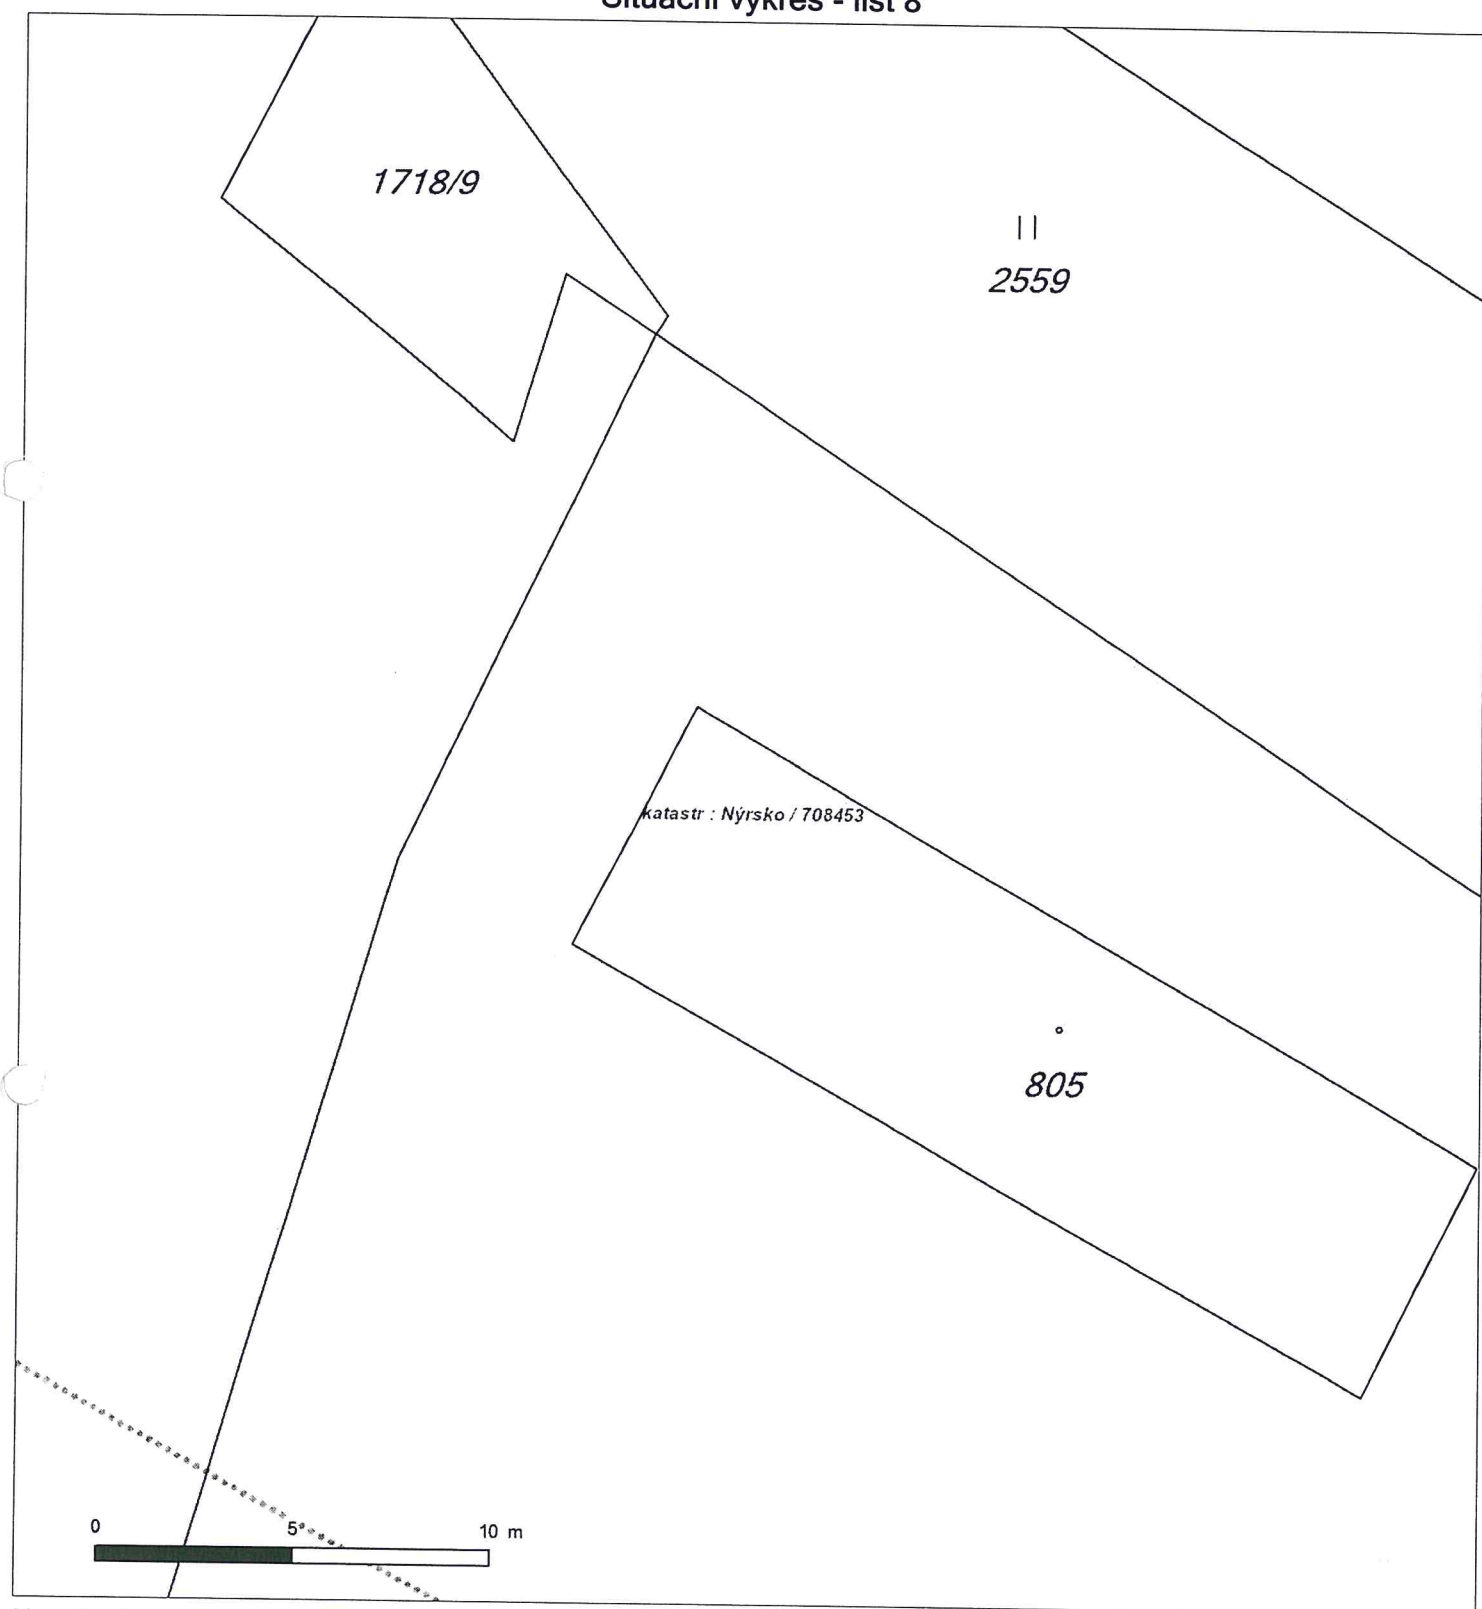 Situační výkres - list 8
1718/9
2559
katastr : Nýrsko / 708453
805
0 5 10 m